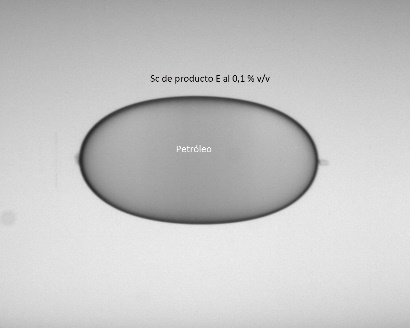 Sc de producto E al 0,1 % v/v
Petróleo